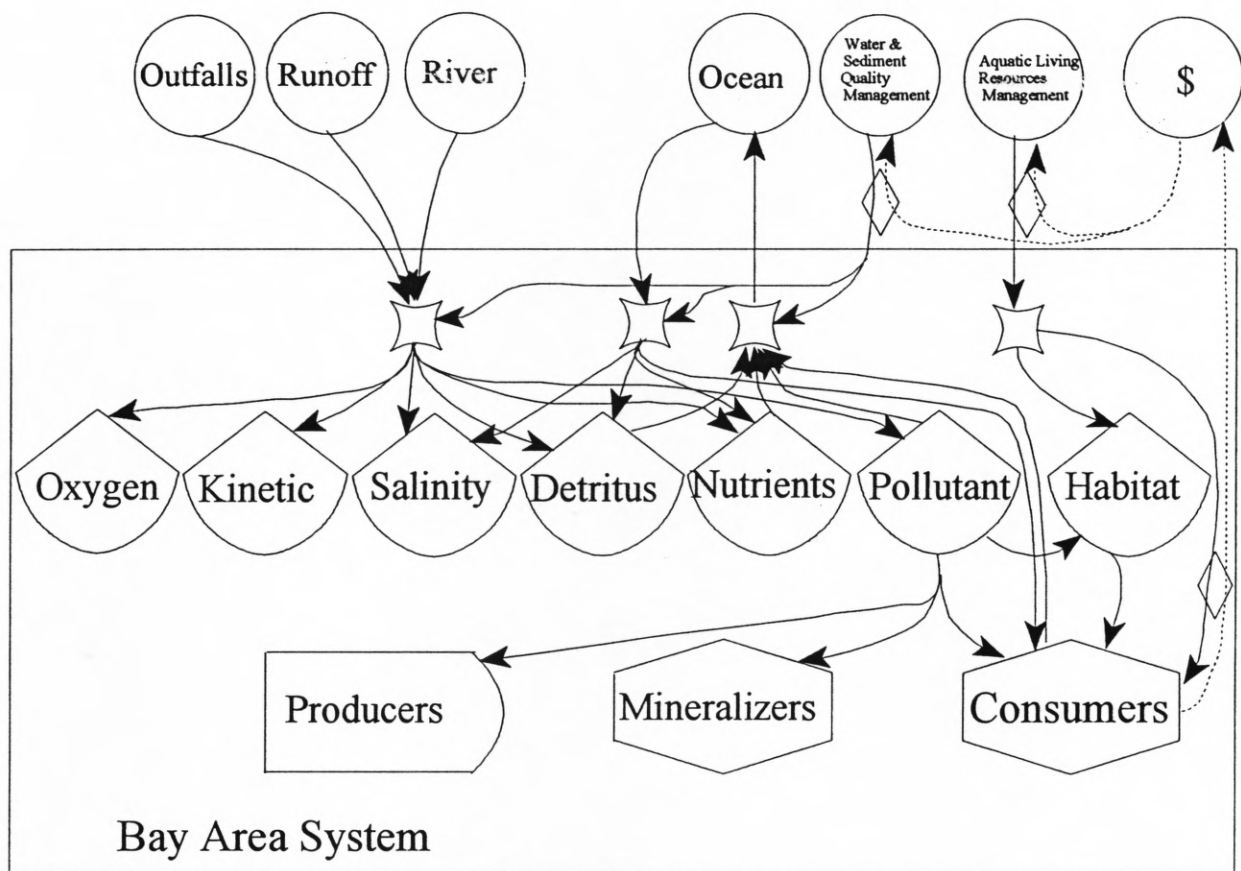 Outfalls
Runoff
River
Ocean
Water &
Sediment
Quality
Management
Aquatic Living
Resources
Management
$
Oxygen
Kinetic
Salinity
Detritus
Nutrients
Pollutant
Habitat
Producers
Mineralizers
Consumers
Bay Area System